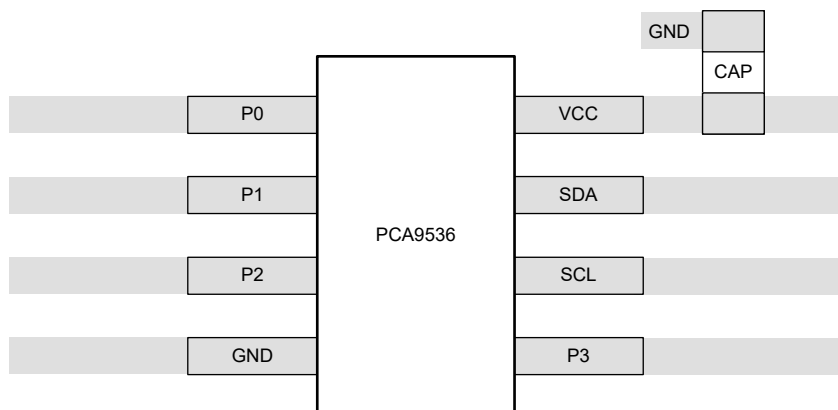 GND
CAP
P0
VCC
P1
SDA
PCA9536
P2
SCL
GND
P3